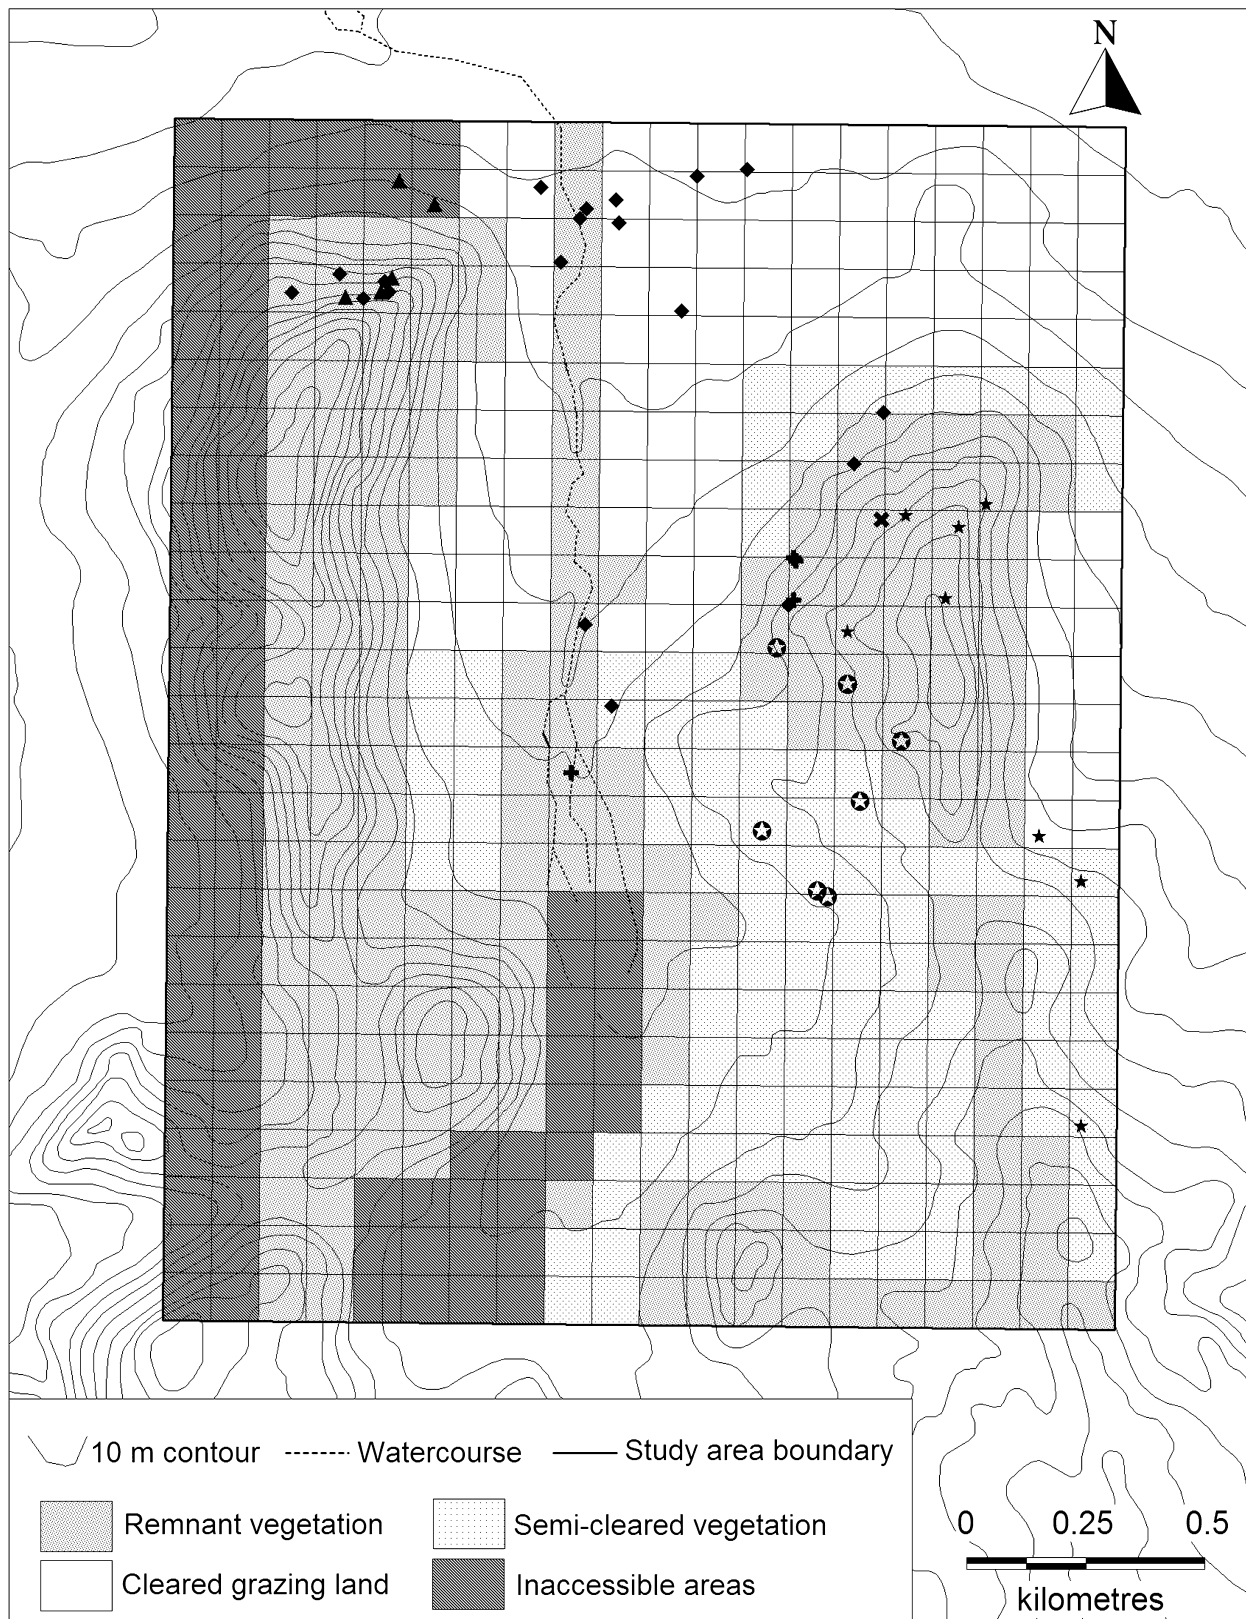 N
10 m contour
Watercourse
Study area boundary
Remnant vegetation
Semi-cleared vegetation
Cleared grazing land
Inaccessible areas
0 0.25 0.5
kilometres